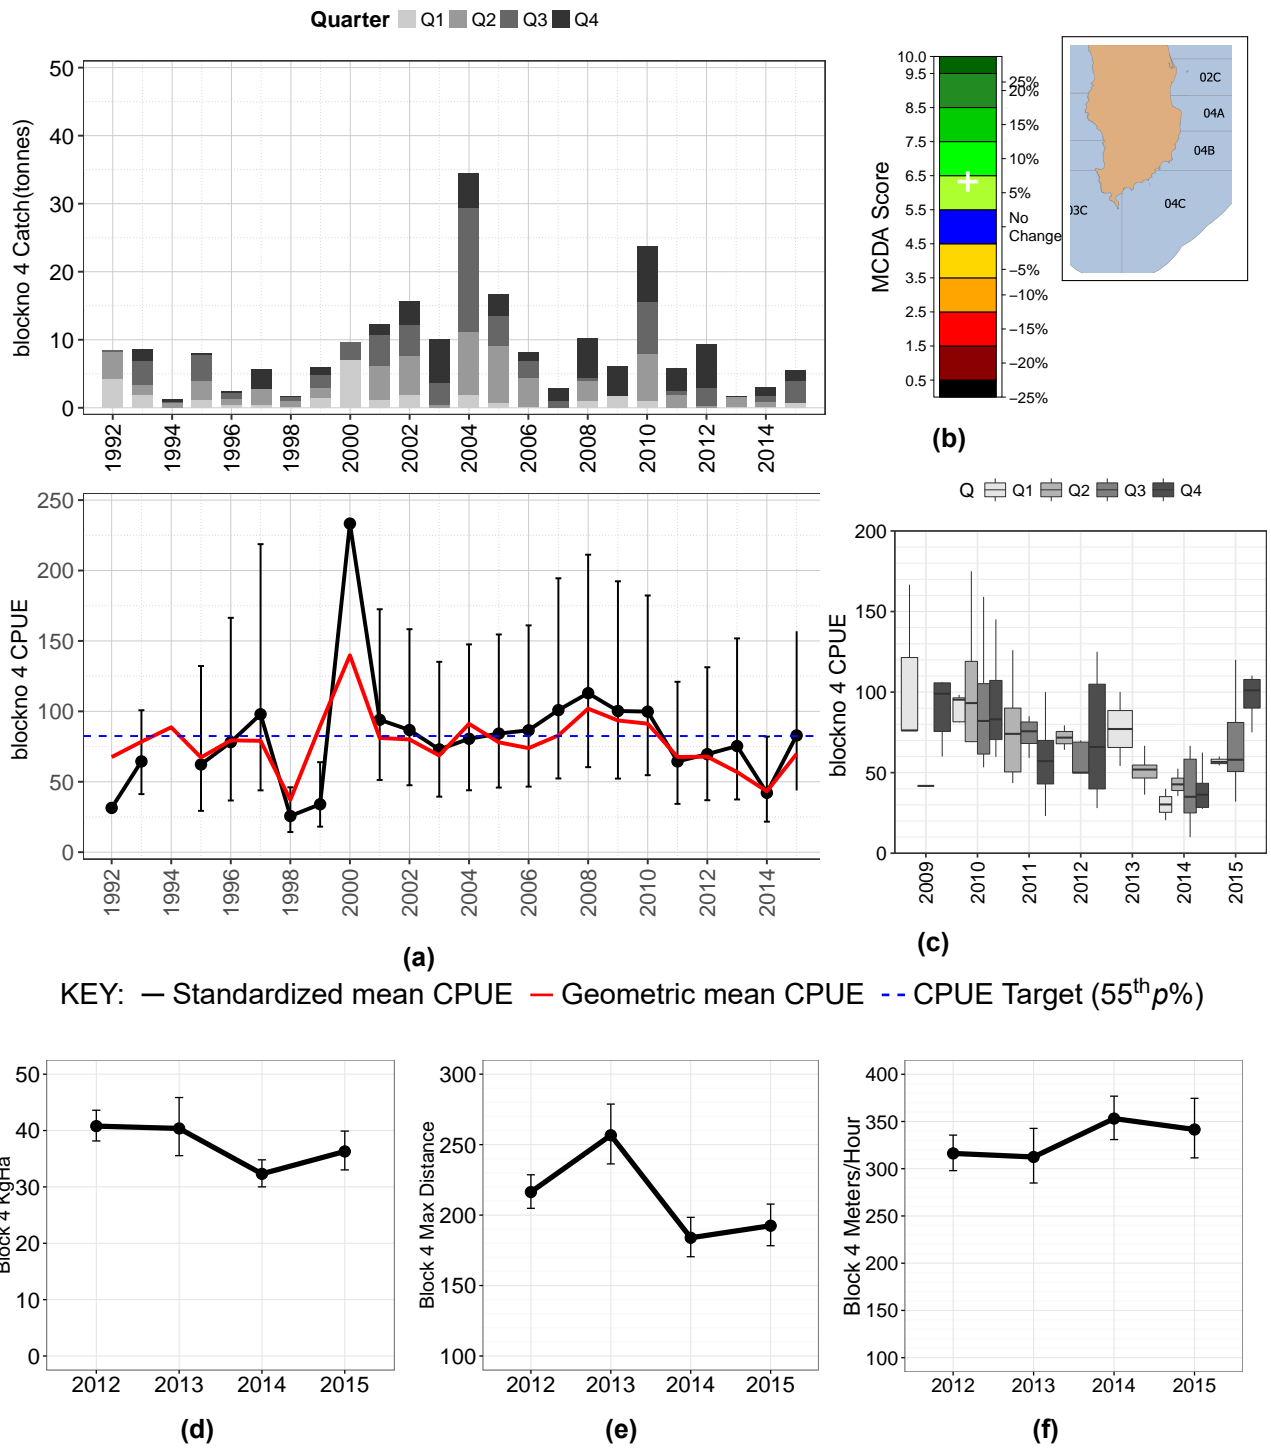 Quarter Q1 Q2 Q3 Q4
blockno 4 Catch(tonnes)
50
40
30
20
10
0
1992 1994 1996 1998 2000 2002 2004 2006 2008 2010 2012 2014
MCDA Score
10.0
9.5
8.5
7.5
6.5
5.5
4.5
3.5
2.5
1.5
0.5
25%
20%
15%
10%
5%
No
Change
−5%
−10%
−15%
−20%
−25%
02C
04A
04B
04C
03C
(b)
blockno 4 CPUE
250
200
150
100
50
0
1992 1994 1996 1998 2000 2002 2004 2006 2008 2010 2012 2014
(a)
Q Q1 Q2 Q3 Q4
blockno 4 CPUE
200
150
100
50
0
2009 2010 2011 2012 2013 2014 2015
(c)
KEY: Standardized mean CPUE Geometric mean CPUE CPUE Target (55th p%)
Block 4 KgHa
50
40
30
20
10
0
2012 2013 2014 2015
(d)
Block 4 Max Distance
300
250
200
150
100
2012 2013 2014 2015
(e)
Block 4 Meters/Hour
400
350
300
250
200
150
100
2012 2013 2014 2015
(f)